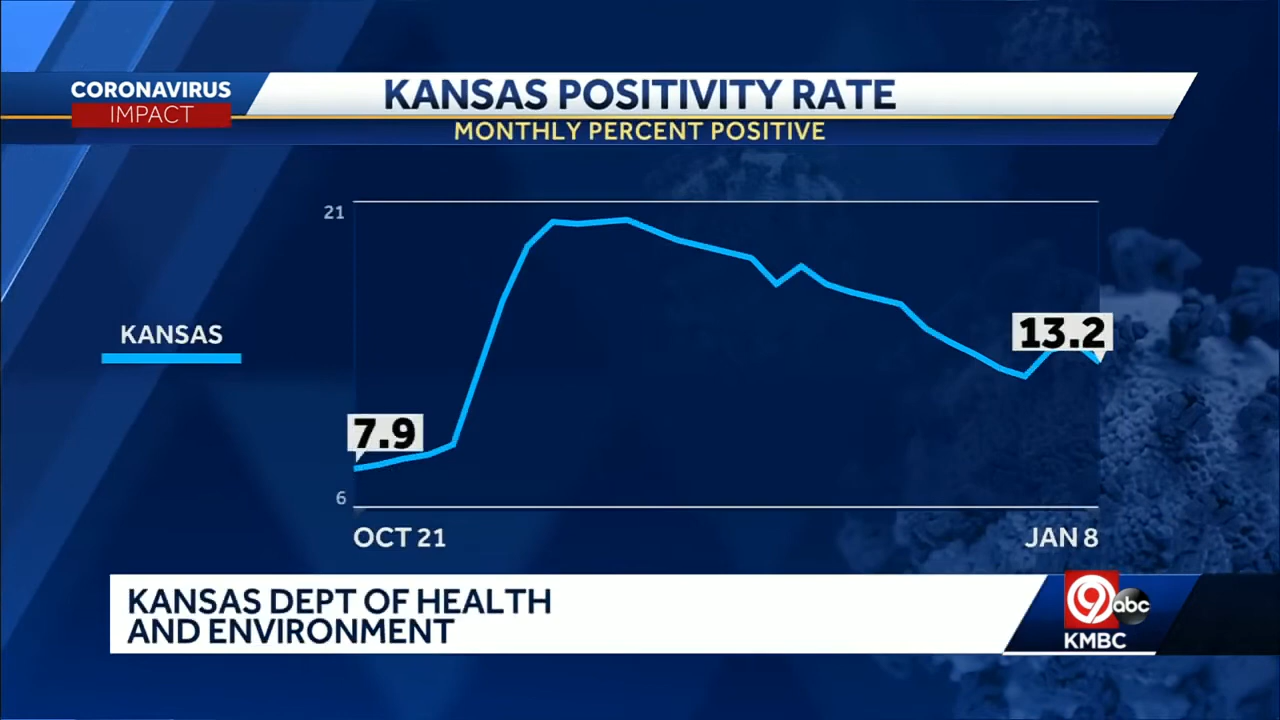 CORONAVIRUS
IMPACT
KANSAS POSITIVITY RATE
MONTHLY PERCENT POSITIVE
21
KANSAS
13.2
7.9
6
OCT 21
JAN 8
KANSAS DEPT OF HEALTH
AND ENVIRONMENT
9
abc
KMBC